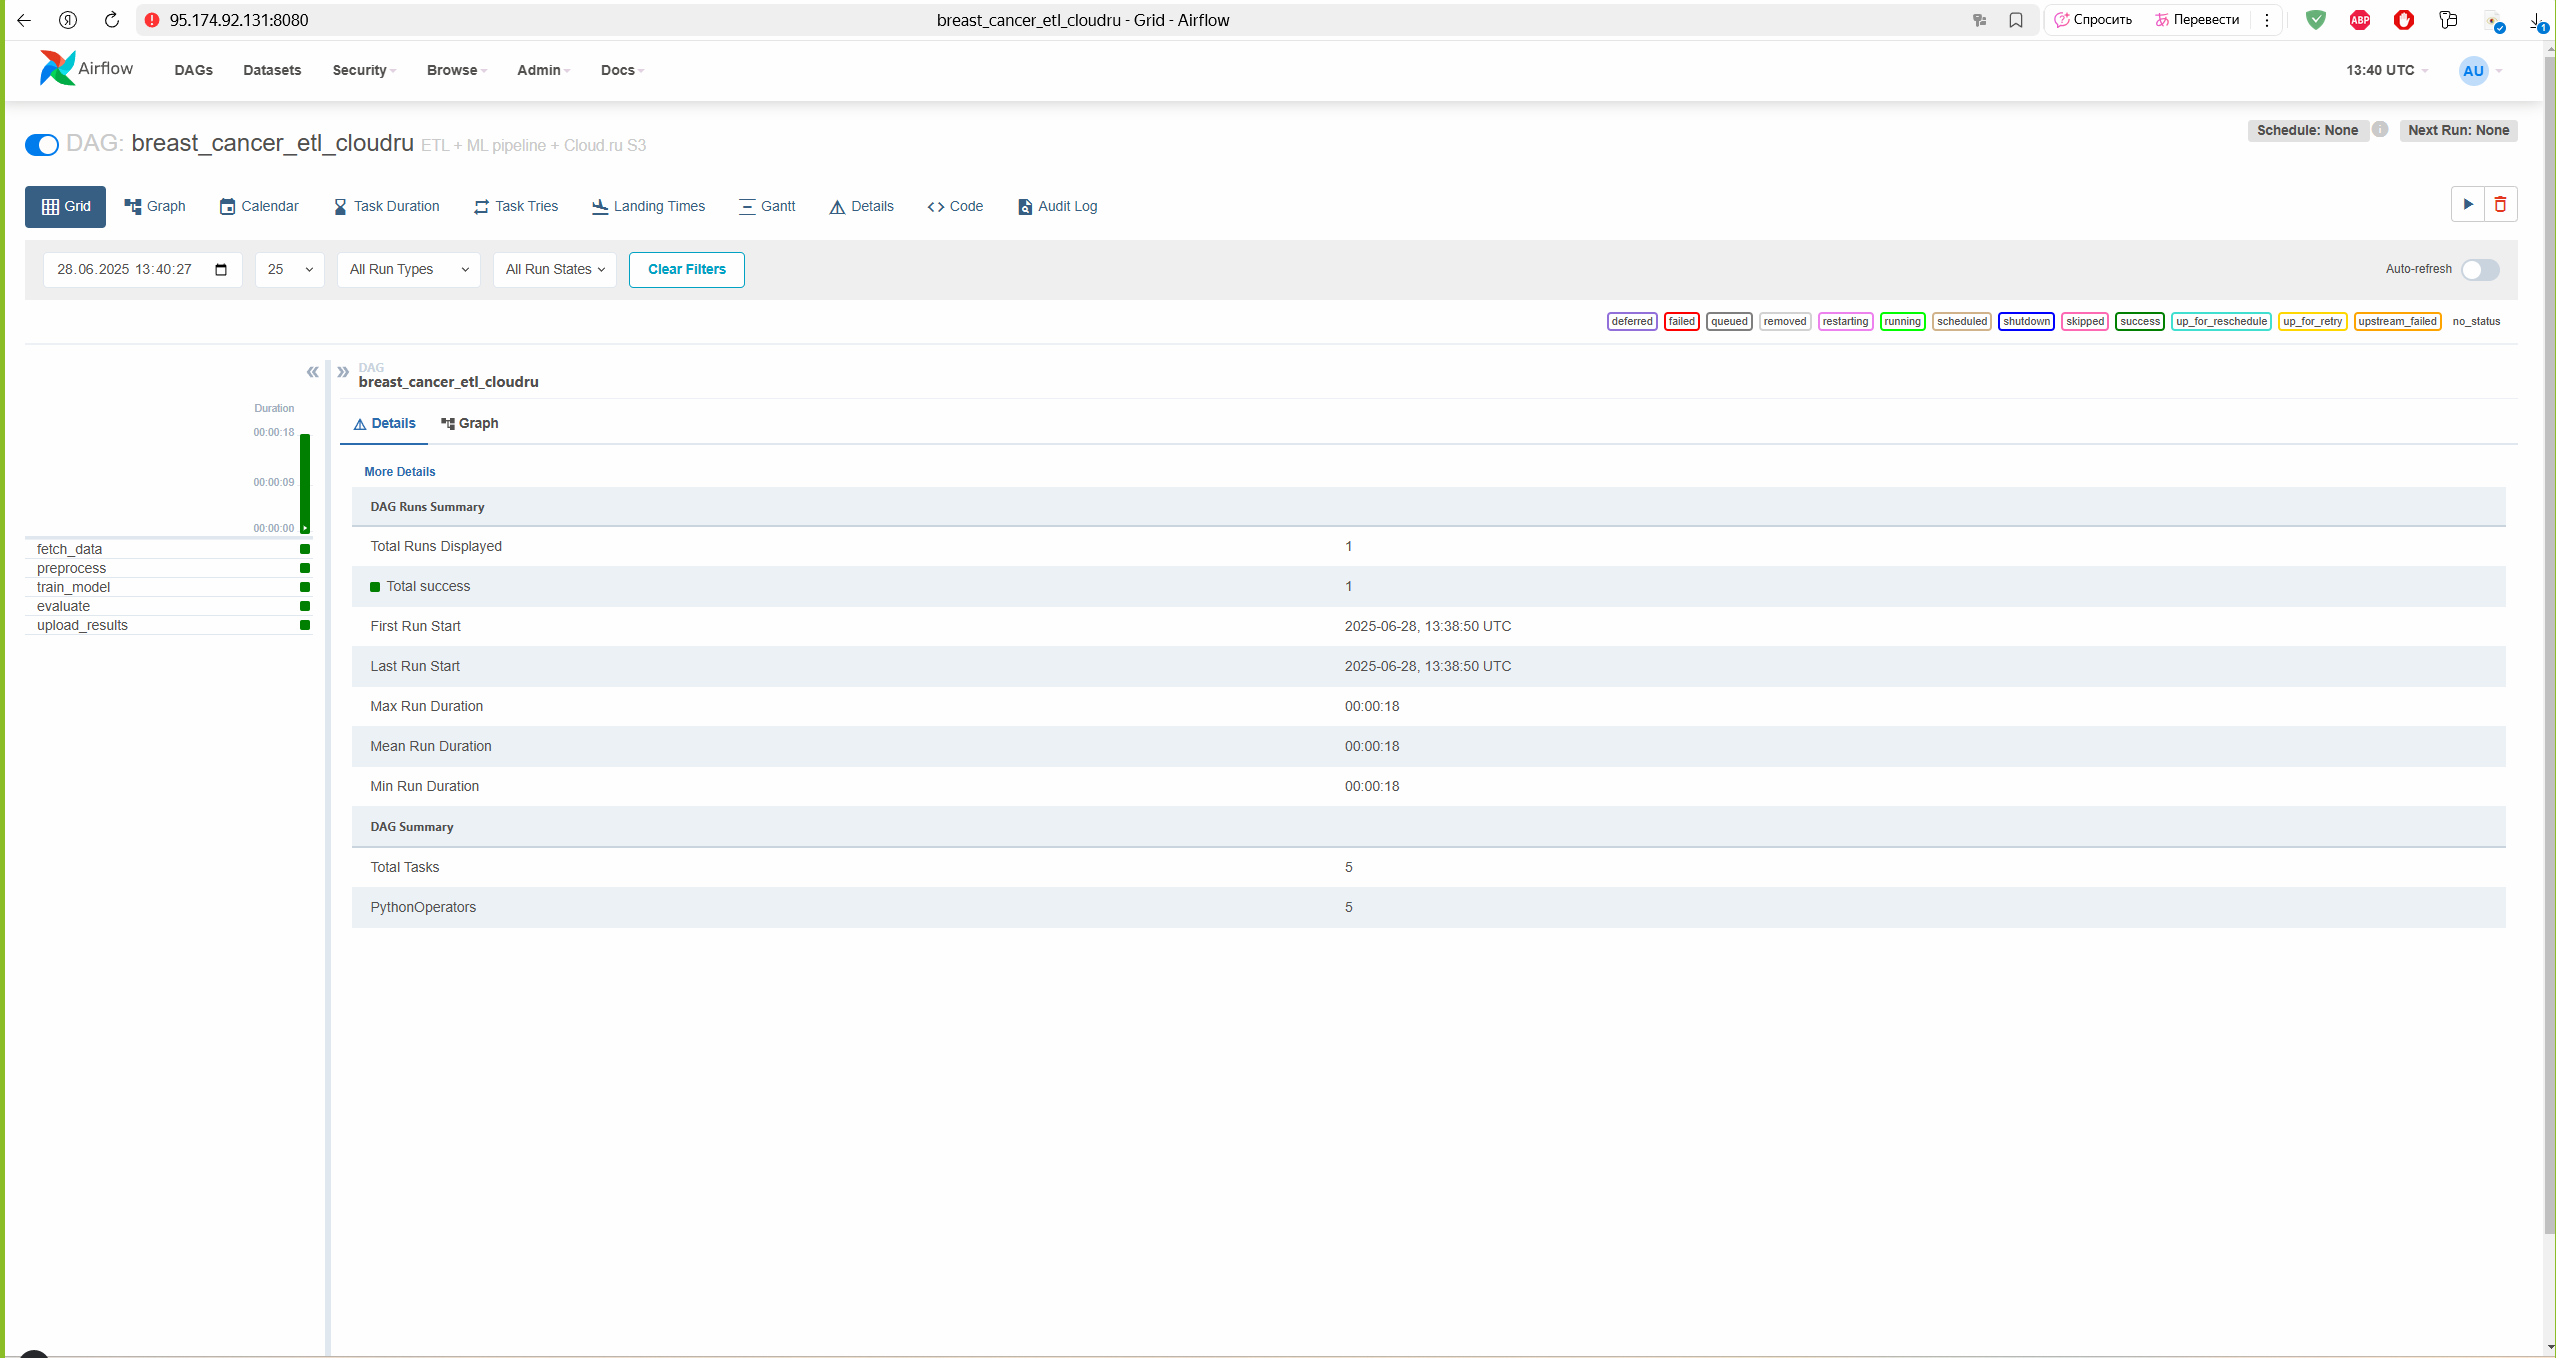 95.174.92.131:8080 breast_cancer_etl_cloudru - Grid - Airflow Спросить Перевести ABP 1
Airflow DAGs Datasets Security Browse Admin Docs 13:40 UTC AU
DAG: breast_cancer_etl_cloudru ETL + ML pipeline + Cloud.ru S3 Schedule: None Next Run: None
Grid Graph Calendar Task Duration Task Tries Landing Times Gantt Details Code Audit Log
28.06.2025 13:40:27 25 All Run Types All Run States Clear Filters Auto-refresh
deferred failed queued removed restarting running scheduled shutdown skipped success up_for_reschedule up_for_retry upstream_failed no_status
DAG
breast_cancer_etl_cloudru
Duration
00:00:18
00:00:09
00:00:00
fetch_data
preprocess
train_model
evaluate
upload_results
Details Graph
More Details
DAG Runs Summary
Total Runs Displayed 1
Total success 1
First Run Start 2025-06-28, 13:38:50 UTC
Last Run Start 2025-06-28, 13:38:50 UTC
Max Run Duration 00:00:18
Mean Run Duration 00:00:18
Min Run Duration 00:00:18
DAG Summary
Total Tasks 5
PythonOperators 5